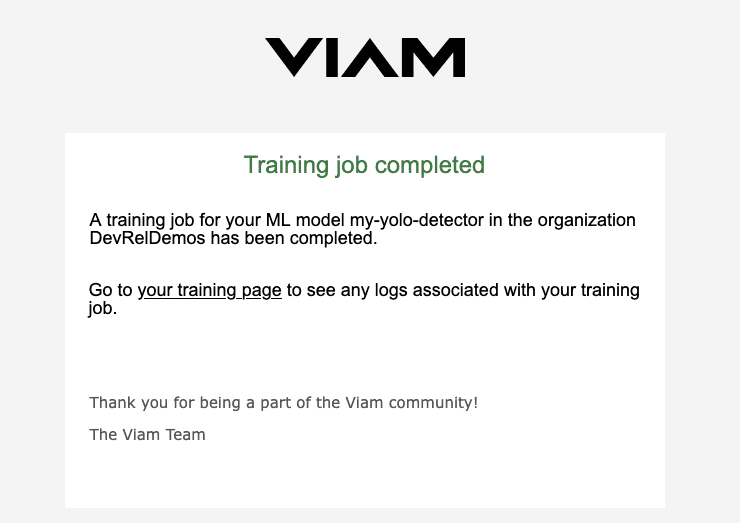 VIAM
Training job completed
A training job for your ML model my-yolo-detector in the organization
DevRelDemos has been completed.
Go to your training page to see any logs associated with your training
job.
Thank you for being a part of the Viam community!
The Viam Team